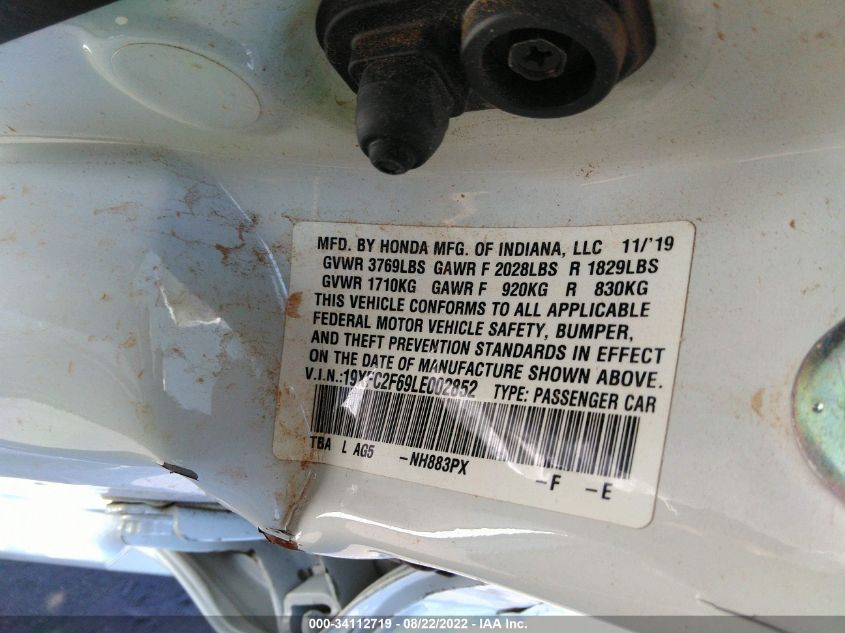 MFD. BY HONDA MFG. OF INDIANA, LLC 11/'19
GVWR 3769LBS GAWR F 2028LBS R 1829LBS
GVWR 1710KG GAWR F 920KG R 830KG
THIS VEHICLE CONFORMS TO ALL APPLICABLE
FEDERAL MOTOR VEHICLE SAFETY, BUMPER,
AND THEFT PREVENTION STANDARDS IN EFFECT
ON THE DATE OF MANUFACTURE SHOWN ABOVE.
V.I.N.:19XFC2F69LE002852 TYPE: PASSENGER CAR
TBA L AG5 -NH883PX -F -E
000-34112719 - 08/22/2022 - IAA Inc.